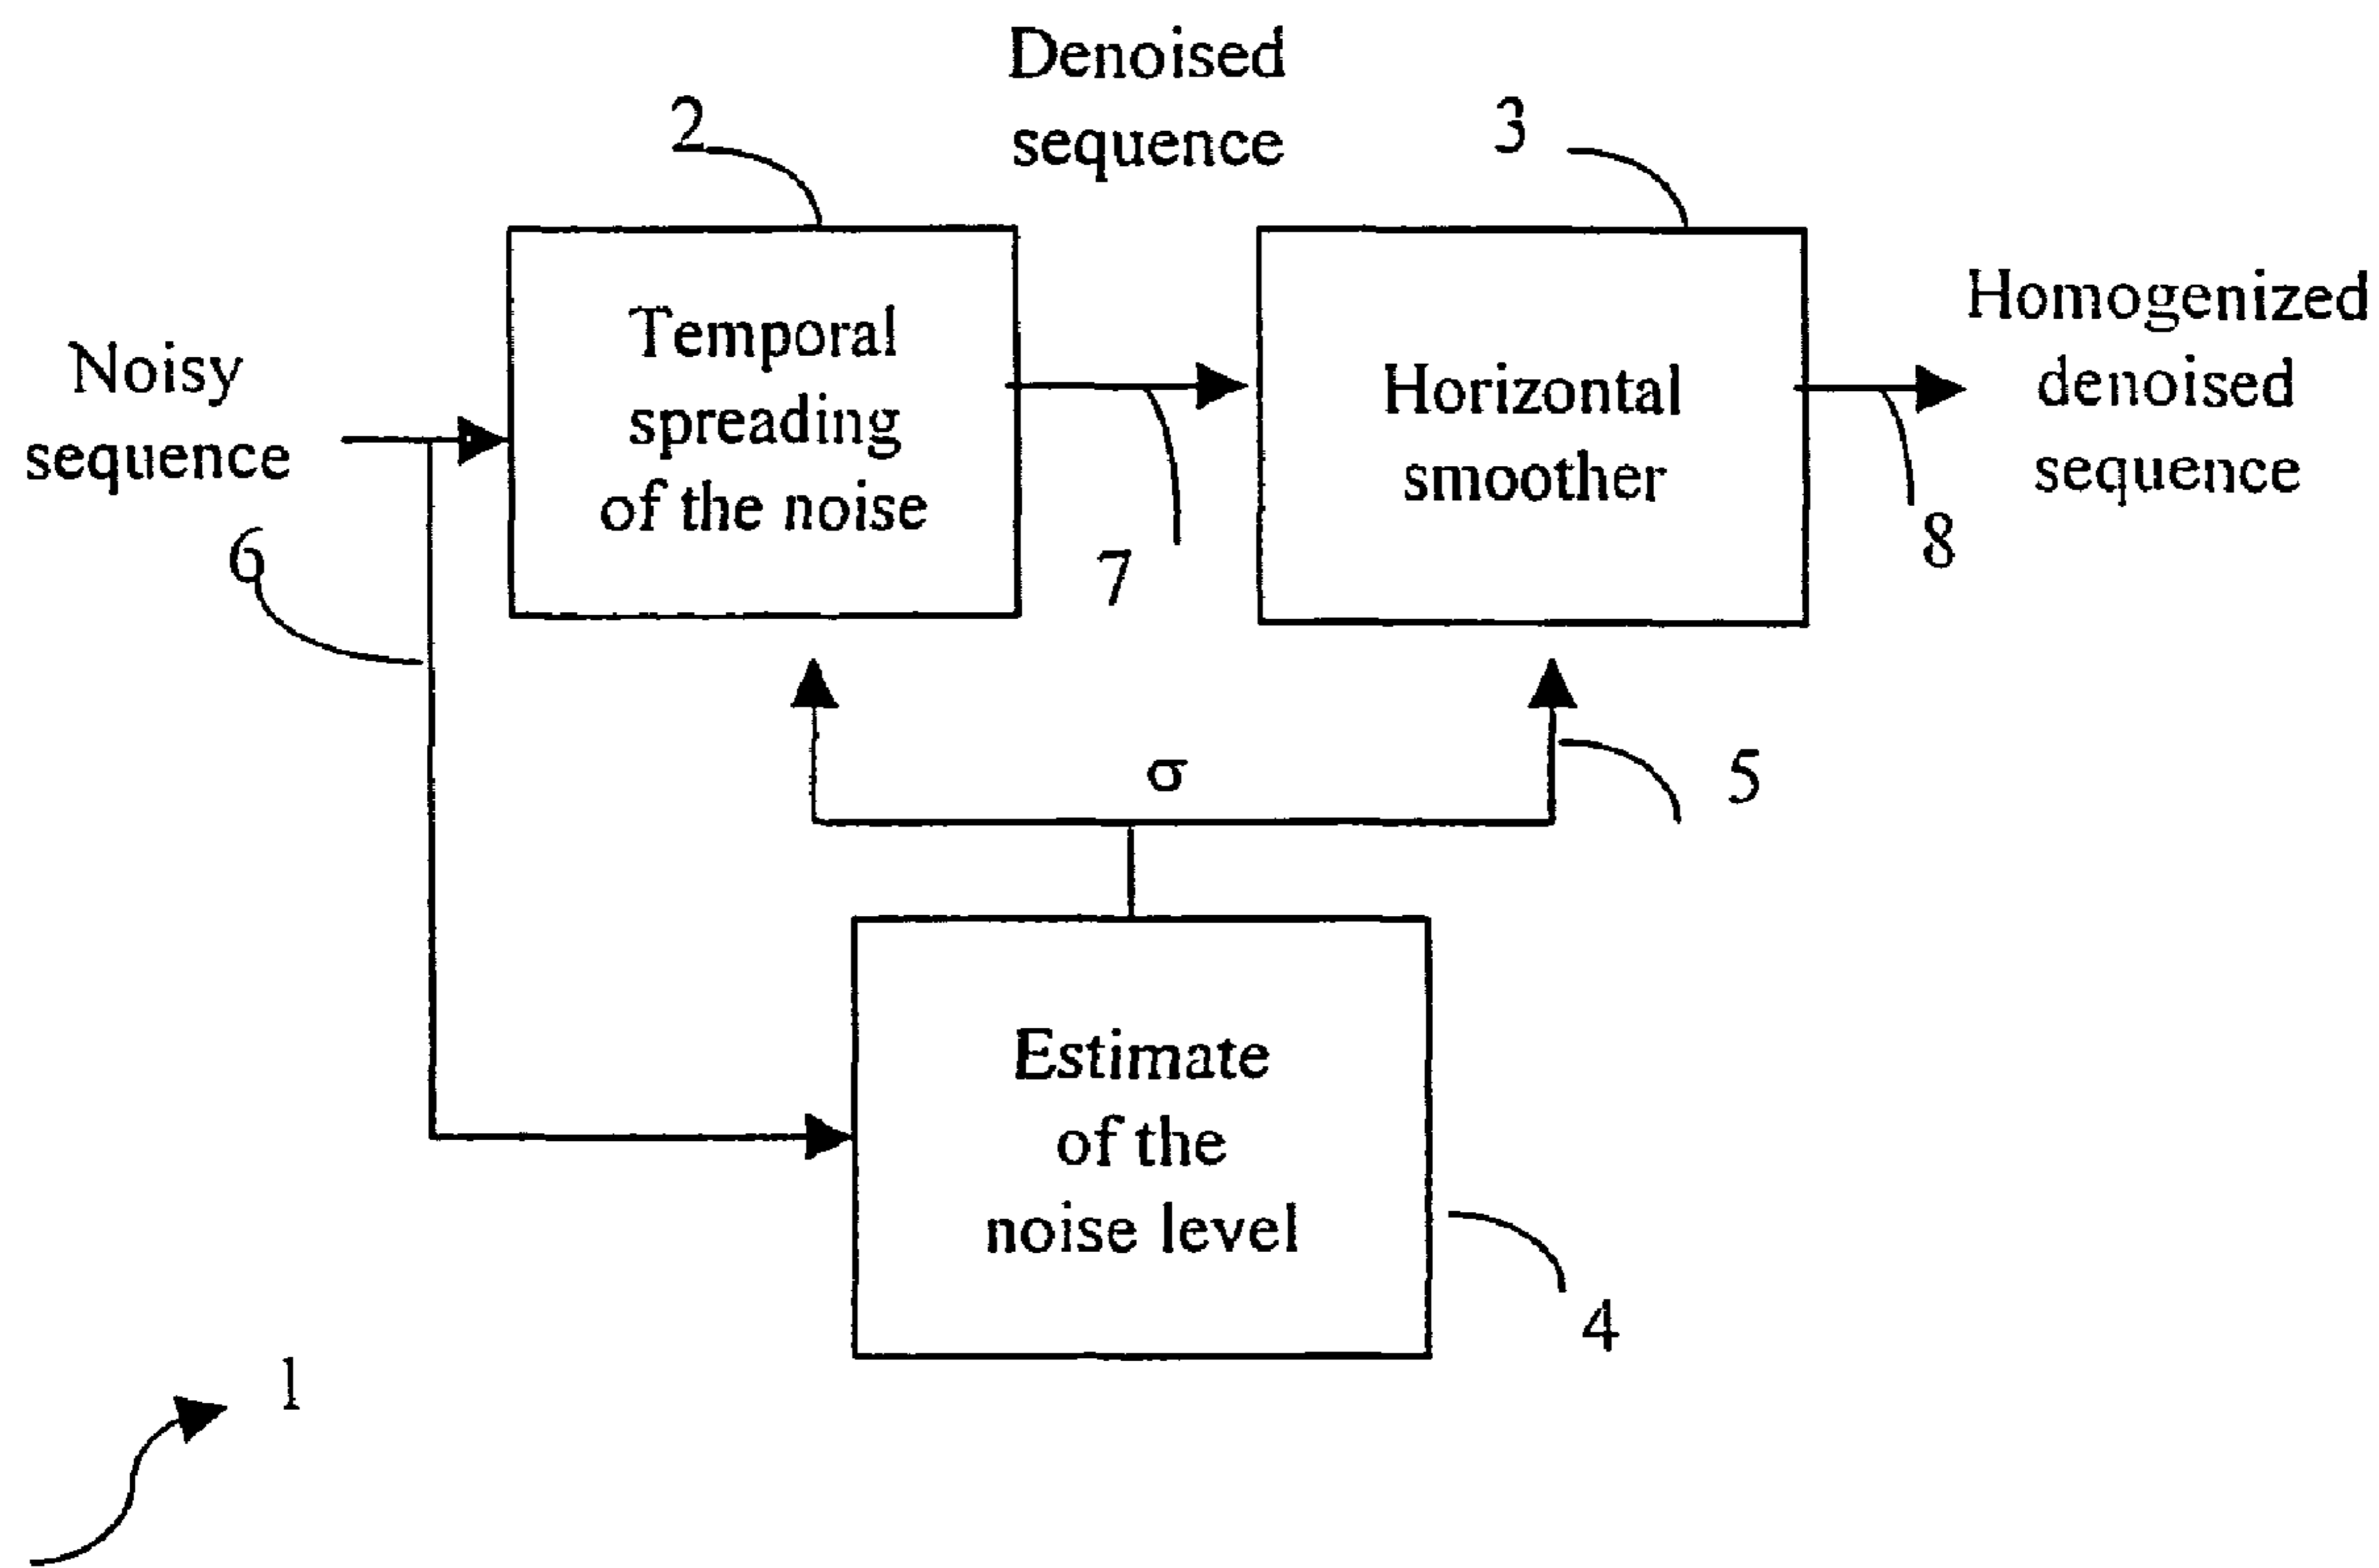 Denoised
sequence
2
3
Temporal
spreading
of the noise
Horizontal
smoother
Homogenized
denoised
sequence
Noisy
sequence
6
7
8
σ
5
Estimate
of the
noise level
4
1